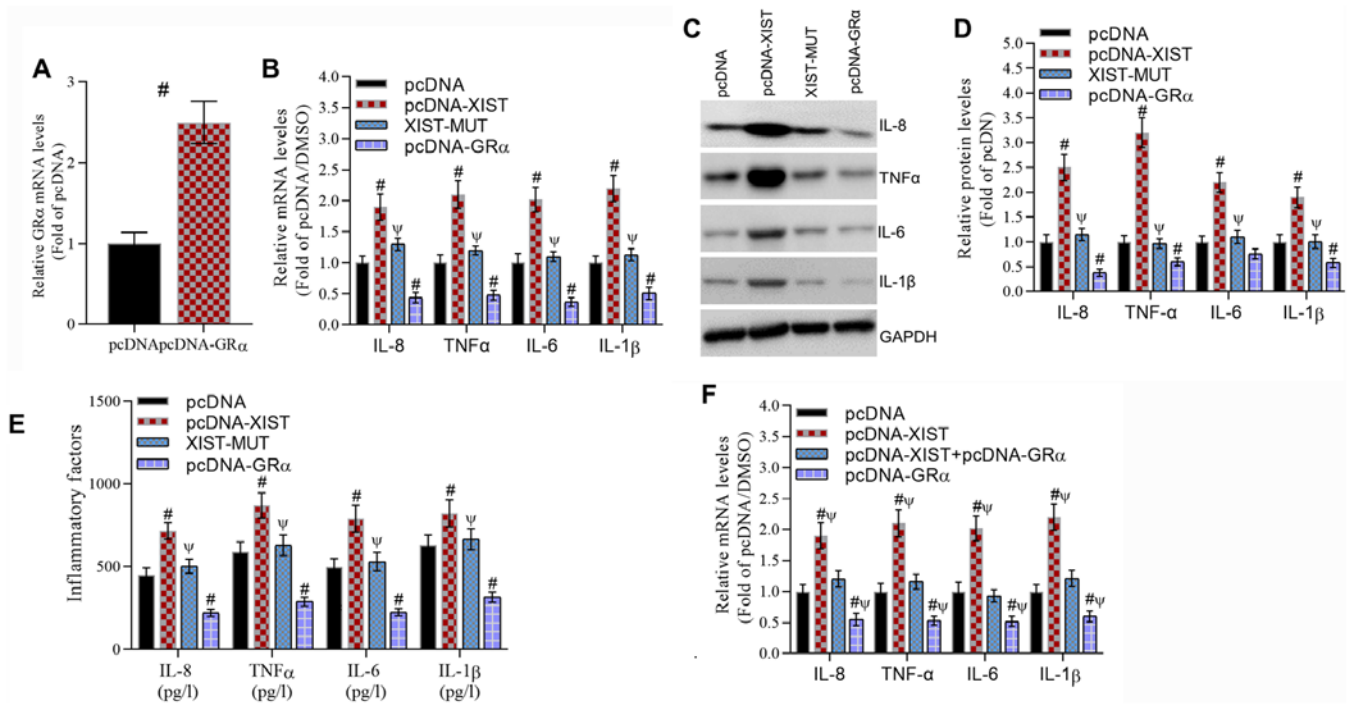 A
Relative GRα mRNA levels
(Fold of pcDNA)
3
2
1
0
#
pcDNApcDNA-GRα
B
pcDNA
pcDNA-XIST
XIST-MUT
pcDNA-GRα
Relative mRNA leveles
(Fold of pcDNA/DMSO)
4.0
3.5
3.0
2.5
2.0
1.5
1.0
0.5
0.0
# ψ # # ψ # # ψ # # ψ #
IL-8 TNFα IL-6 IL-1β
C
pcDNA
pcDNA-XIST
XIST-MUT
pcDNA-GRα
IL-8
TNFα
IL-6
IL-1β
GAPDH
D
pcDNA
pcDNA-XIST
XIST-MUT
pcDNA-GRα
Relative protein levels
(Fold of pcDN)
5.0
4.5
4.0
3.5
3.0
2.5
2.0
1.5
1.0
0.5
0.0
# ψ # # ψ # # ψ # ψ #
IL-8 TNF-α IL-6 IL-1β
E
pcDNA
pcDNA-XIST
XIST-MUT
pcDNA-GRα
Inflammatory factors
1500
1000
500
0
# ψ # # ψ # # ψ # # ψ #
IL-8 TNFα IL-6 IL-1β
(pg/l) (pg/l) (pg/l) (pg/l)
F
pcDNA
pcDNA-XIST
pcDNA-XIST+pcDNA-GRα
pcDNA-GRα
Relative mRNA leveles
(Fold of pcDNA/DMSO)
4.0
3.5
3.0
2.5
2.0
1.5
1.0
0.5
0.0
#ψ #ψ #ψ #ψ #ψ #ψ #ψ #ψ
IL-8 TNF-α IL-6 IL-1β